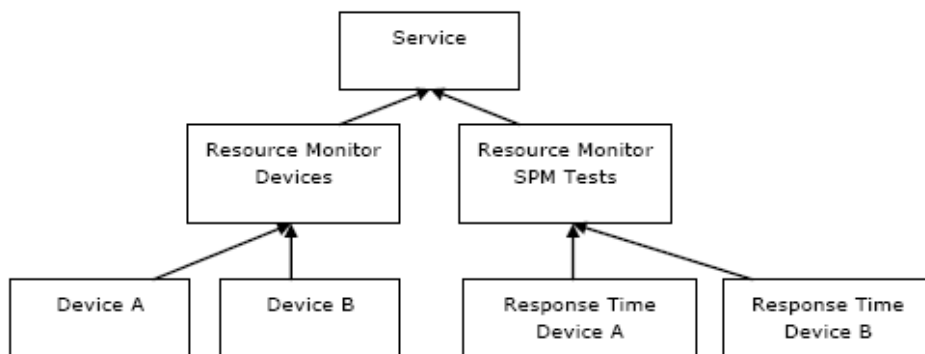 Service
Resource Monitor
Devices
Resource Monitor
SPM Tests
Device A
Device B
Response Time
Device A
Response Time
Device B